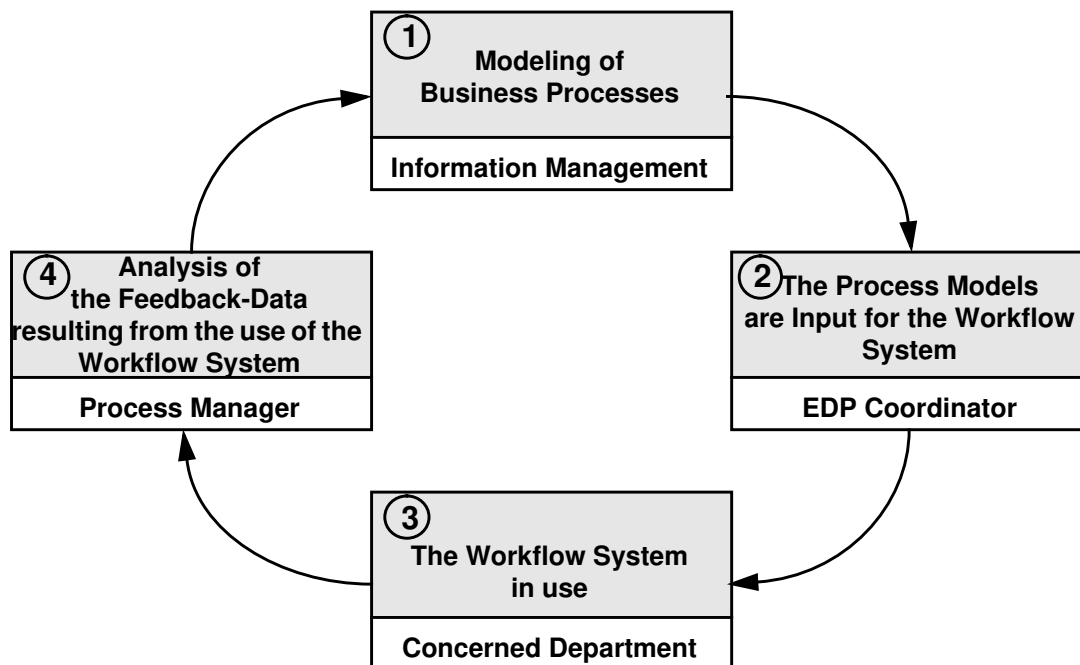 1
Modeling of
Business Processes
Information Management
2
The Process Models
are Input for the Workflow
System
EDP Coordinator
3
The Workflow System
in use
Concerned Department
4
Analysis of
the Feedback-Data
resulting from the use of the
Workflow System
Process Manager